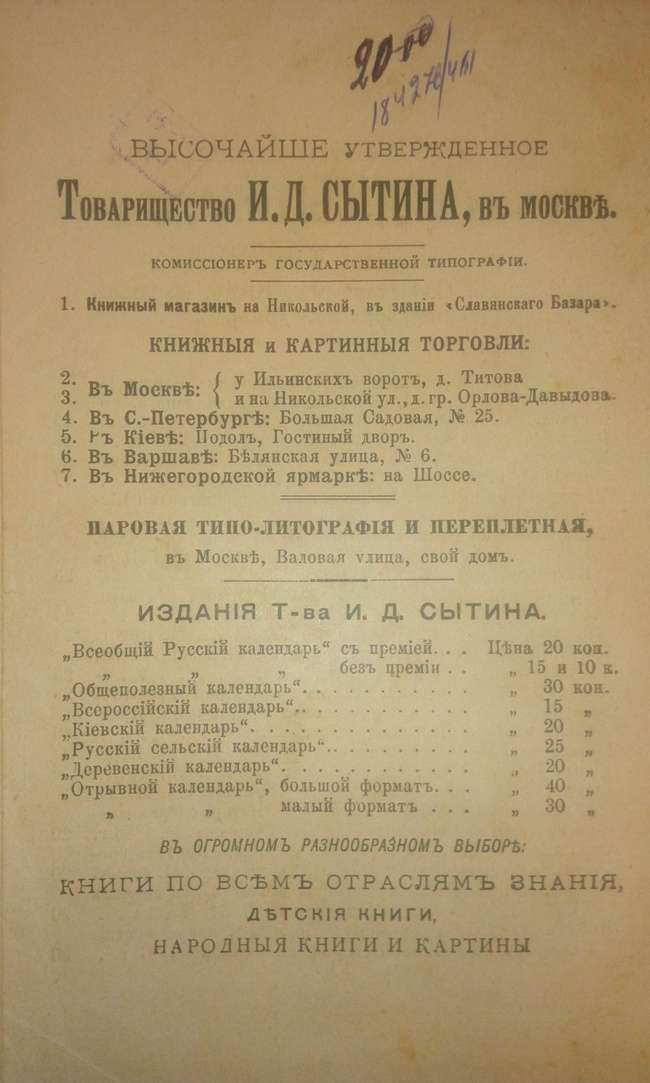 20-00
18427б/461
ВЫСОЧАЙШЕ УТВЕРЖДЕННОЕ
ТОВАРИЩЕСТВО И. Д. СЫТИНА, ВЪ МОСКВѢ.
КОМИССІОНЕРЪ ГОСУДАРСТВЕННОЙ ТИПОГРАФІИ.
1. Книжный магазинъ на Никольской, въ зданіи «Славянскаго Базара».
КНИЖНЫЯ и КАРТИННЫЯ ТОРГОВЛИ:
2. Въ Москвѣ: { у Ильинскихъ воротъ, д. Титова
3. и на Никольской ул., д. гр. Орлова-Давыдова.
4. Въ С.-Петербургѣ: Большая Садовая, № 25.
5. Въ Кіевѣ: Подолъ, Гостиный дворъ.
6. Въ Варшавѣ: Бѣлянская улица, № 6.
7. Въ Нижегородской ярмаркѣ: на Шоссе.
ПАРОВАЯ ТИПО-ЛИТОГРАФІЯ И ПЕРЕПЛЕТНАЯ,
въ Москвѣ, Валовая улица, свой домъ.
ИЗДАНІЯ Т-ва И. Д. СЫТИНА.
„Всеобщій Русскій календарь“ съ преміей. . . Цѣна 20 коп.
„ „ „ безъ преміи . . „ 15 и 10 к.
„Общеполезный календарь“. . . . . . . . . . . „ 30 коп.
„Всероссійскій календарь“. . . . . . . . . . . „ 15 „
„Кіевскій календарь“. . . . . . . . . . . . . „ 20 „
„Русскій сельскій календарь“. . . . . . . . . „ 25 „
„Деревенскій календарь“. . . . . . . . . . . „ 20 „
„Отрывной календарь“, большой форматъ. . . „ 40 „
„ „ малый форматъ . . . „ 30 „
ВЪ ОГРОМНОМЪ РАЗНООБРАЗНОМЪ ВЫБОРѢ:
КНИГИ ПО ВСѢМЪ ОТРАСЛЯМЪ ЗНАНІЯ,
ДѢТСКІЯ КНИГИ,
НАРОДНЫЯ КНИГИ И КАРТИНЫ